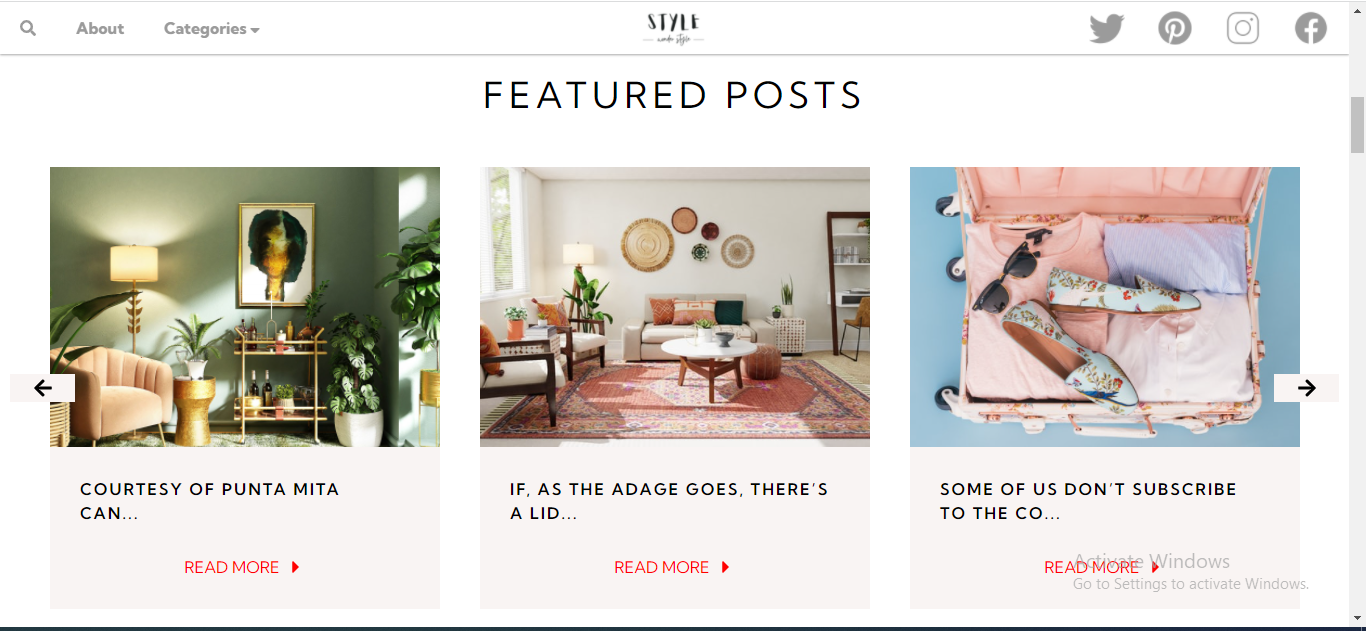 About
Categories
STYLE
FEATURED POSTS
COURTESY OF PUNTA MITA
CAN...
READ MORE
IF, AS THE ADAGE GOES, THERE’S
A LID...
READ MORE
SOME OF US DON’T SUBSCRIBE
TO THE CO...
READ MORE
Activate Windows
Go to Settings to activate Windows.